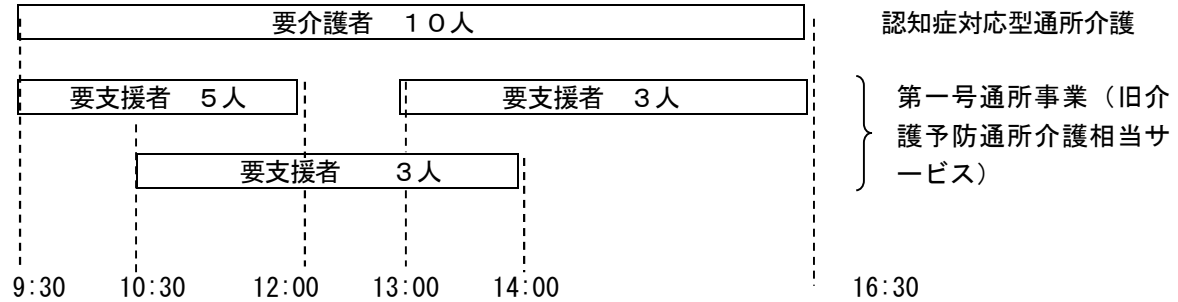 要介護者　１０人
認知症対応型通所介護
要支援者　５人
要支援者　３人
第一号通所事業（旧介
護予防通所介護相当サ
ービス）
要支援者　　３人
9:30 10:30 12:00 13:00 14:00 16:30